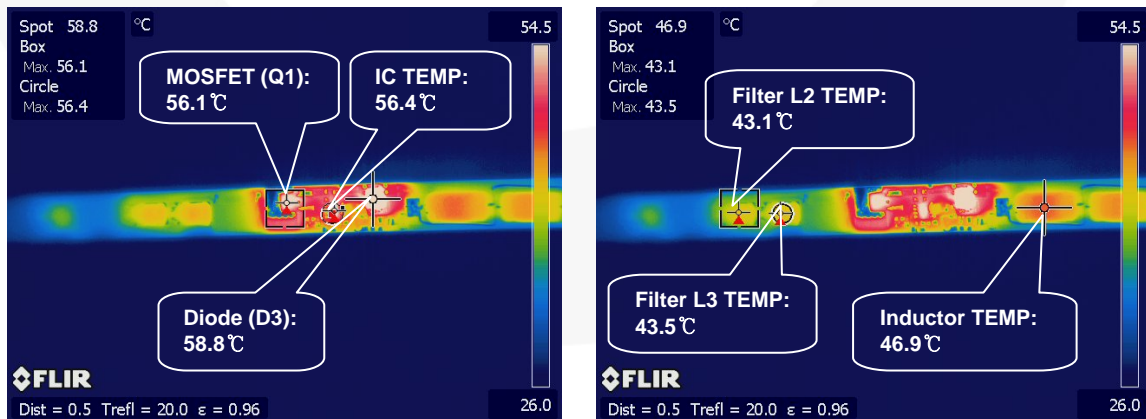 Spot 58.8 °C
Box
Max. 56.1
Circle
Max. 56.4
54.5
MOSFET (Q1):
56.1℃
IC TEMP:
56.4℃
Diode (D3):
58.8℃
FLIR
Dist = 0.5 Trefl = 20.0 ε = 0.96
26.0
Spot 46.9 °C
Box
Max. 43.1
Circle
Max. 43.5
54.5
Filter L2 TEMP:
43.1℃
Filter L3 TEMP:
43.5℃
Inductor TEMP:
46.9℃
FLIR
Dist = 0.5 Trefl = 20.0 ε = 0.96
26.0